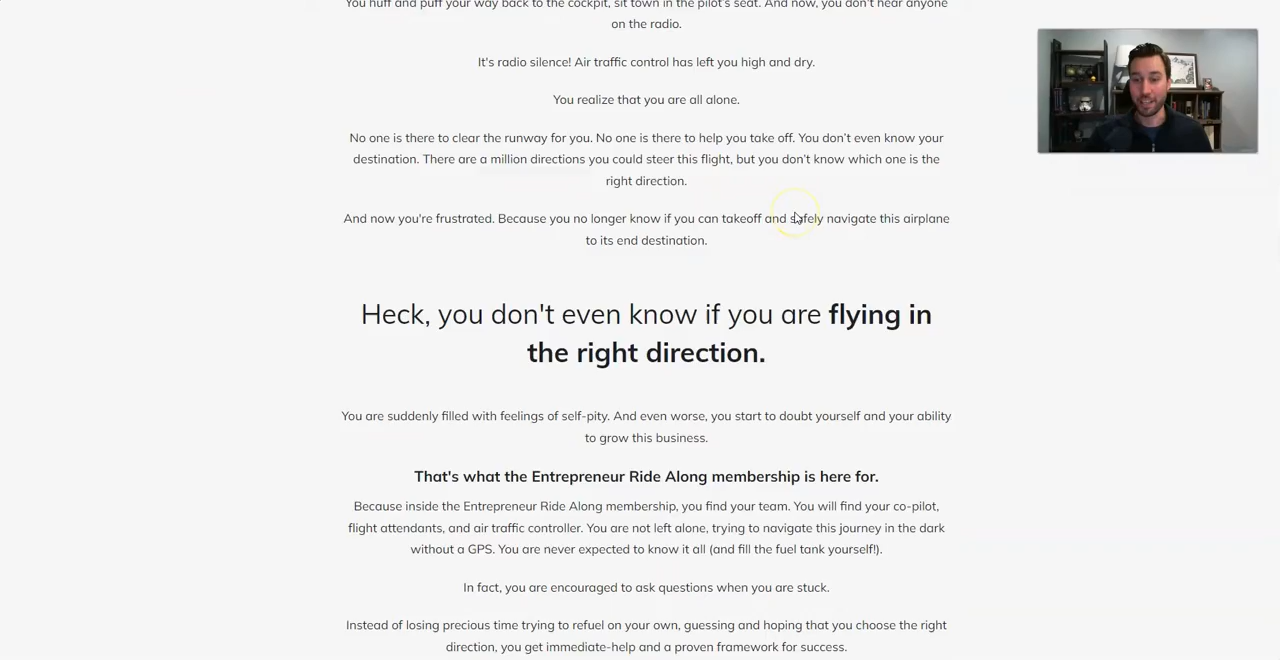 You huff and puff your way back to the cockpit, sit town in the pilot's seat. And now, you don't hear anyone
on the radio.
It's radio silence! Air traffic control has left you high and dry.
You realize that you are all alone.
No one is there to clear the runway for you. No one is there to help you take off. You don't even know your
destination. There are a million directions you could steer this flight, but you don't know which one is the
right direction.
And now you're frustrated. Because you no longer know if you can takeoff and safely navigate this airplane
to its end destination.
Heck, you don't even know if you are flying in
the right direction.
You are suddenly filled with feelings of self-pity. And even worse, you start to doubt yourself and your ability
to grow this business.
That's what the Entrepreneur Ride Along membership is here for.
Because inside the Entrepreneur Ride Along membership, you find your team. You will find your co-pilot,
flight attendants, and air traffic controller. You are not left alone, trying to navigate this journey in the dark
without a GPS. You are never expected to know it all (and fill the fuel tank yourself!).
In fact, you are encouraged to ask questions when you are stuck.
Instead of losing precious time trying to refuel on your own, guessing and hoping that you choose the right
direction, you get immediate-help and a proven framework for success.